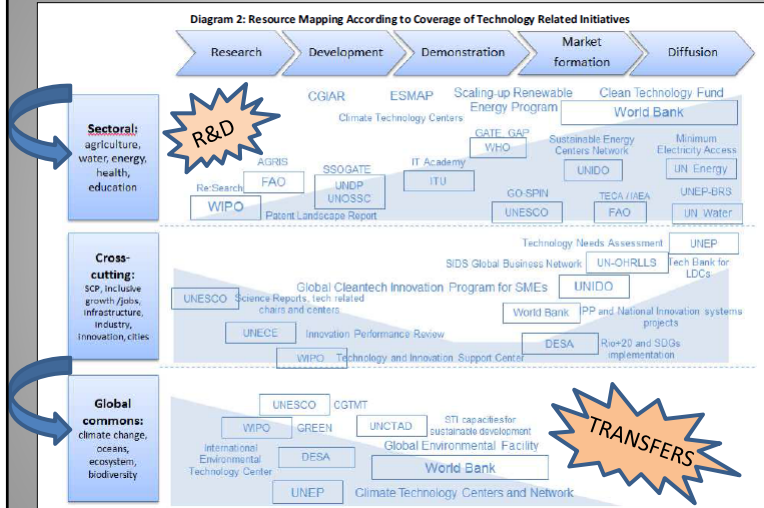 Diagram 2: Resource Mapping According to Coverage of Technology Related Initiatives
Research
Development
Demonstration
Market
formation
Diffusion
Sectoral:
agriculture,
water, energy,
health,
education
R&D
CGIAR
ESMAP
Scaling-up Renewable
Energy Program
Clean Technology Fund
World Bank
Climate Technology Centers
GATE GAP
WHO
Sustainable Energy
Centers Network
UNIDO
Minimum
Electricity Access
UN Energy
AGRIS
FAO
SSOGATE
UNDP
UNOSSC
IT Academy
ITU
Re:Search
WIPO
Patent Landscape Report
GO-SPIN
UNESCO
TECA / IAEA
FAO
UNEP-BRS
UN Water
Cross-
cutting:
SCP, inclusive
growth /jobs,
infrastructure,
industry,
innovation, cities
Technology Needs Assessment
UNEP
SIDS Global Business Network
UN-OHRLLS
Tech Bank for
LDCs
Global Cleantech Innovation Program for SMEs
UNIDO
UNESCO
Science Reports, tech related
chairs and centers
World Bank
IPP and National Innovation systems
projects
UNECE
Innovation Performance Review
DESA
Rio+20 and SDGs
implementation
WIPO
Technology and Innovation Support Center
Global
commons:
climate change,
oceans,
ecosystem,
biodiversity
UNESCO
CGTMT
WIPO
GREEN
UNCTAD
STI capacities for
sustainable development
International
Environmental
Technology Center
DESA
Global Environmental Facility
World Bank
UNEP
Climate Technology Centers and Network
TRANSFERS